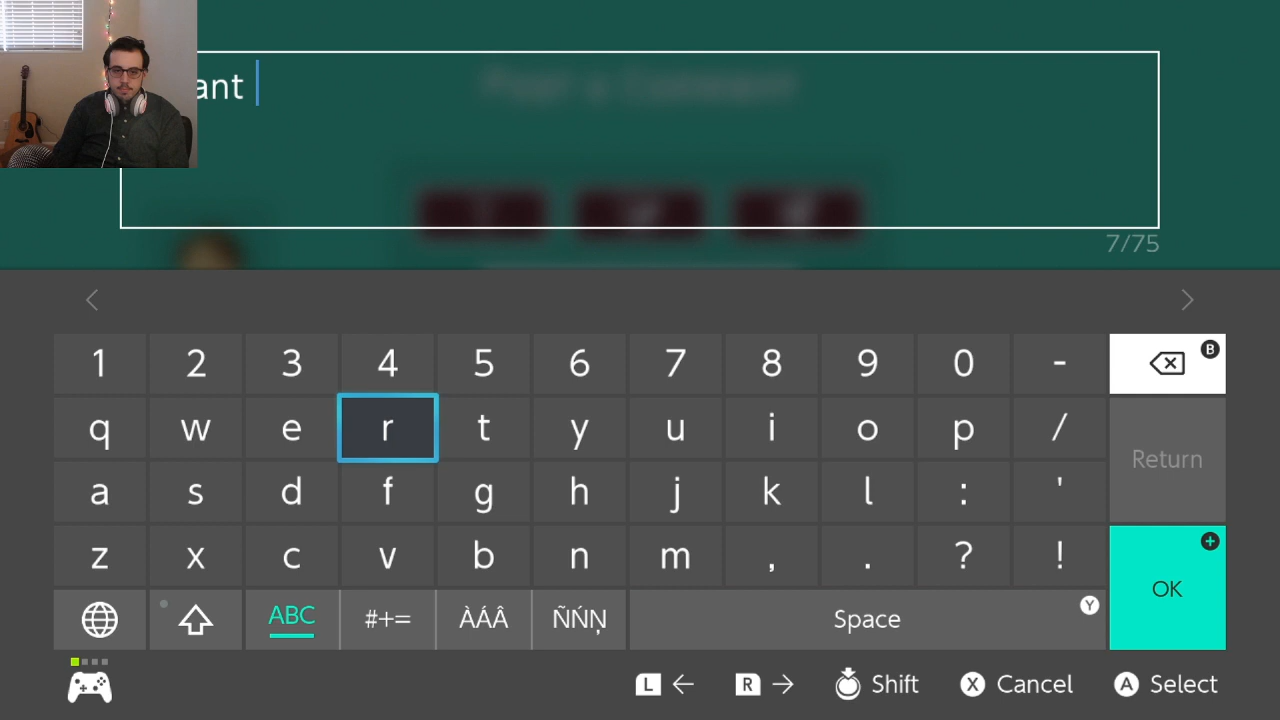 ant
7/75
1 2 3 4 5 6 7 8 9 0 - B
q w e r t y u i o p / Return
a s d f g h j k l : '
z x c v b n m , . ? ! + OK
ABC #+= ÀÁÂ ÑŃŅ Space Y
L ← R → Shift X Cancel A Select